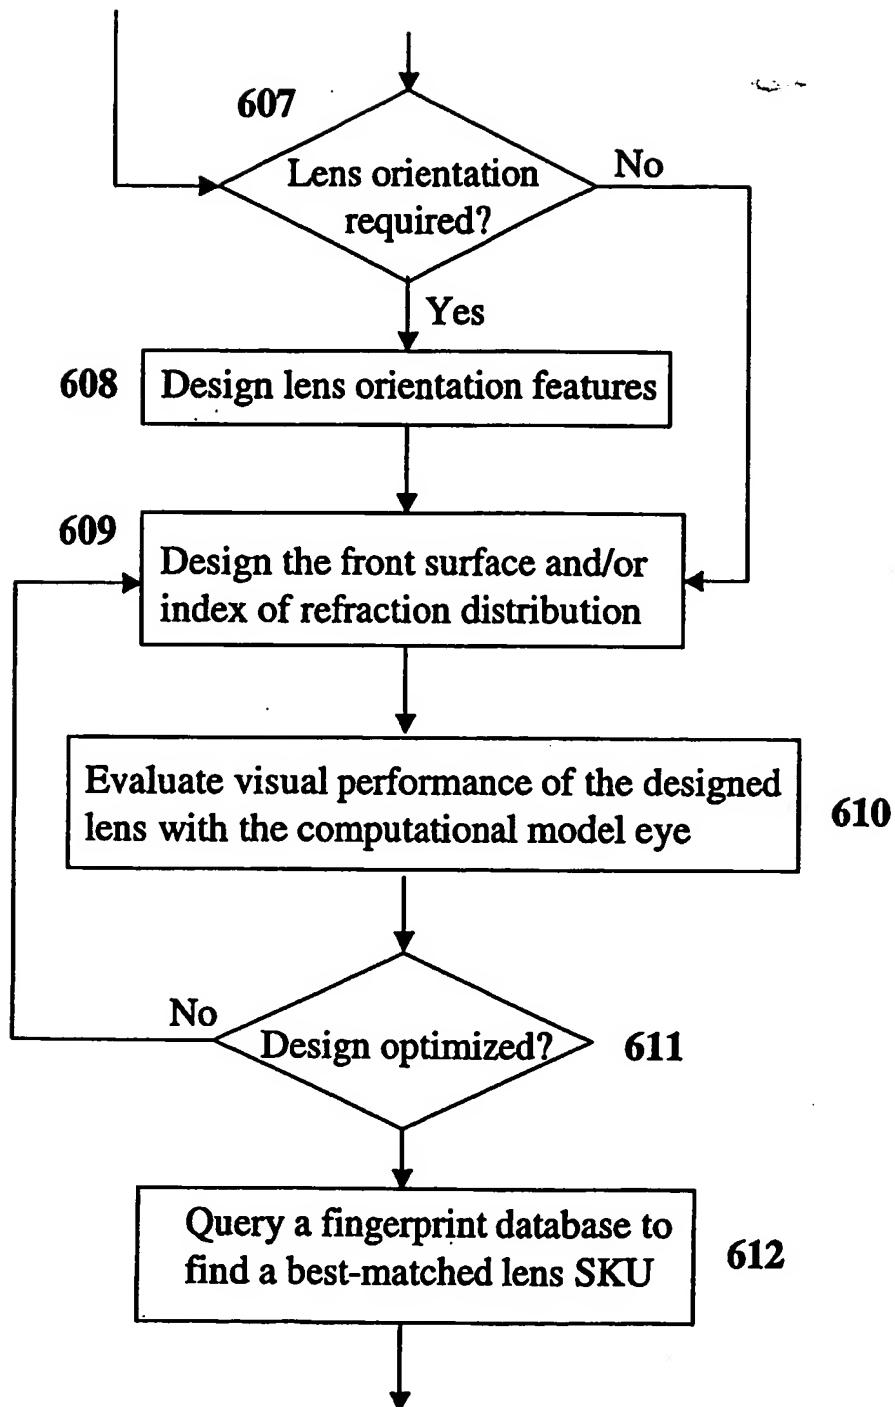 607
Lens orientation
required?
No
Yes
608
Design lens orientation features
609
Design the front surface and/or
index of refraction distribution
Evaluate visual performance of the designed
lens with the computational model eye
610
No
Design optimized?
611
Query a fingerprint database to
find a best-matched lens SKU
612